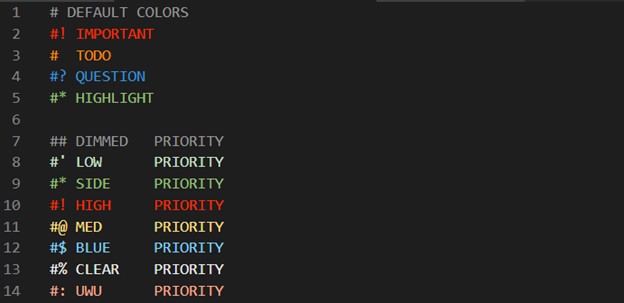 1 # DEFAULT COLORS
2 #! IMPORTANT
3 #  TODO
4 #? QUESTION
5 #* HIGHLIGHT
6
7 ## DIMMED   PRIORITY
8 #' LOW      PRIORITY
9 #* SIDE     PRIORITY
10 #! HIGH     PRIORITY
11 #@ MED      PRIORITY
12 #$ BLUE     PRIORITY
13 #% CLEAR    PRIORITY
14 #: UWU      PRIORITY